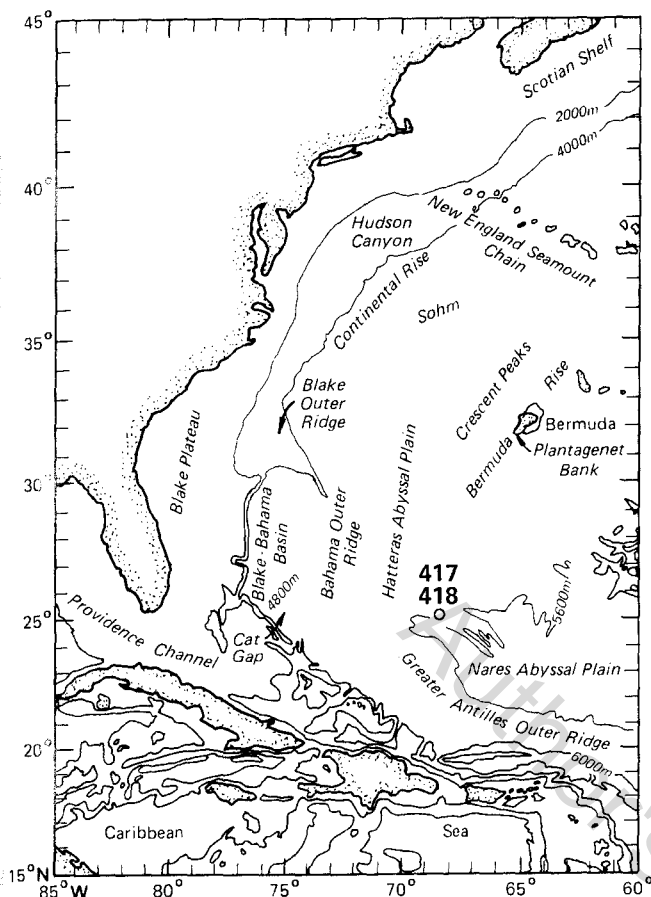 45°
Scotian Shelf
2000m
4000m
40°
Hudson
Canyon
New England Seamount
Chain
Continental Rise
Sohm
35°
Blake
Outer
Ridge
Crescent Peaks
Bermuda Rise
Bermuda
Plantagenet
Bank
Blake Plateau
30
Blake-Bahama
Basin
Bahama Outer
Ridge
Hatteras Abyssal Plain
417
418
4800m
5600m
25°
Providence Channel
Cat
Gap
Nares Abyssal Plain
Greater Antilles Outer Ridge
20°
6000m
Caribbean
Sea
15°N
85° W
80°
75°
70°
65°
60°